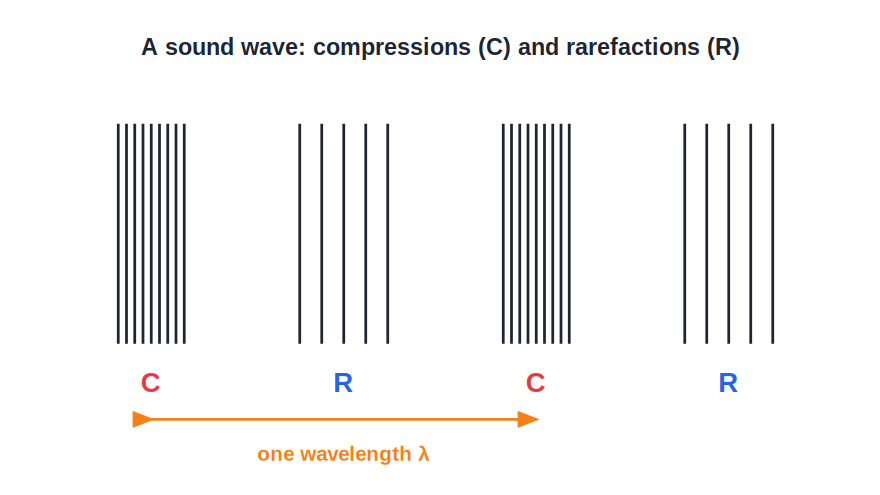 A sound wave: compressions (C) and rarefactions (R)
C R C R
one wavelength λ